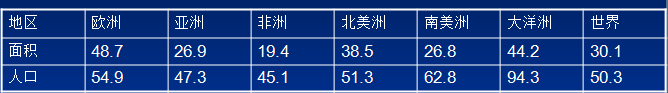 地区 欧洲 亚洲 非洲 北美洲 南美洲 大洋洲 世界
面积 48.7 26.9 19.4 38.5 26.8 44.2 30.1
人口 54.9 47.3 45.1 51.3 62.8 94.3 50.3